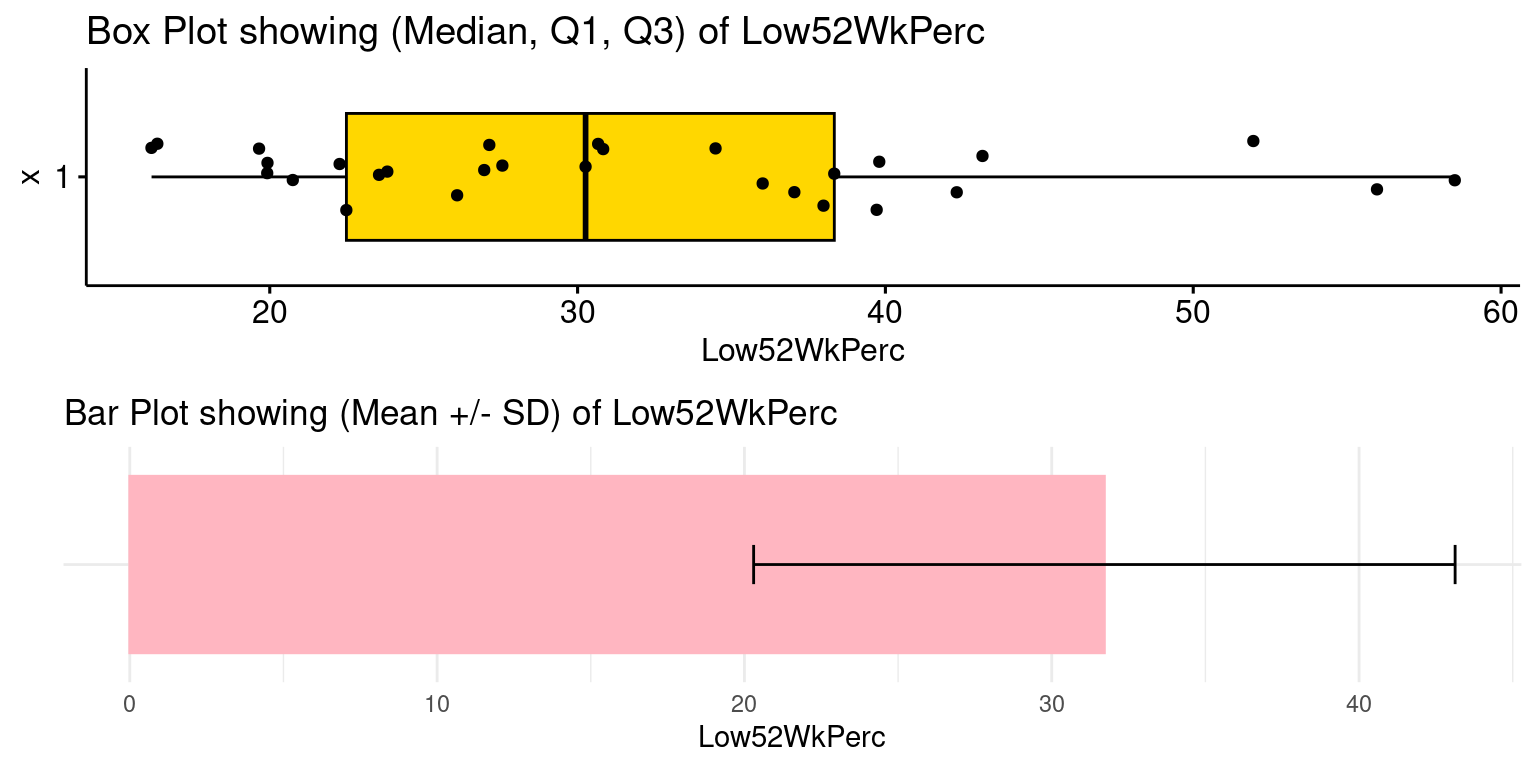 Box Plot showing (Median, Q1, Q3) of Low52WkPerc
x
1
20 30 40 50 60
Low52WkPerc
Bar Plot showing (Mean +/- SD) of Low52WkPerc
0 10 20 30 40
Low52WkPerc